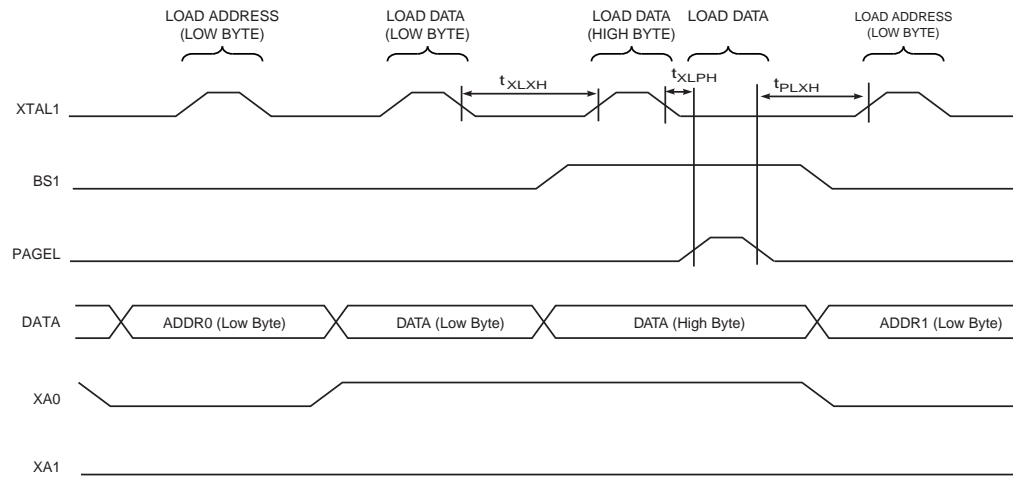 LOAD ADDRESS
(LOW BYTE)
LOAD DATA
(LOW BYTE)
LOAD DATA
(HIGH BYTE)
LOAD DATA
LOAD ADDRESS
(LOW BYTE)
tXLXH
tXLPH
tPLXH
XTAL1
BS1
PAGEL
DATA
ADDR0 (Low Byte)
DATA (Low Byte)
DATA (High Byte)
ADDR1 (Low Byte)
XA0
XA1